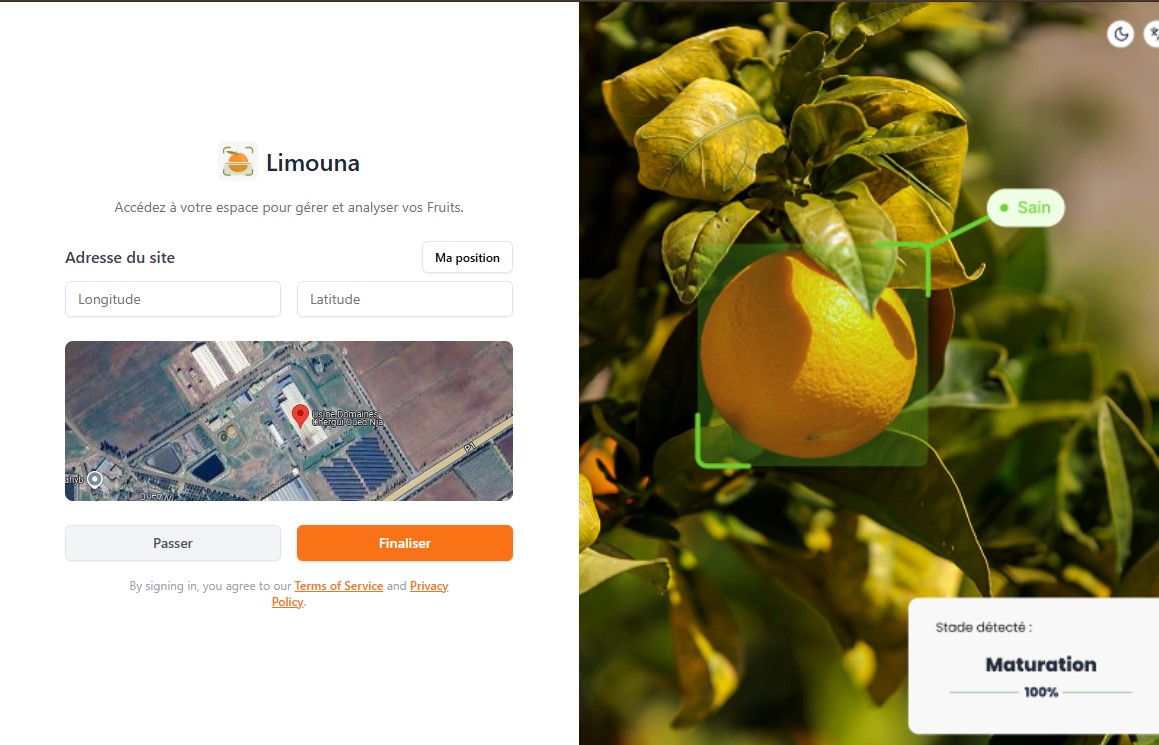 Limouna
Accédez à votre espace pour gérer et analyser vos Fruits.
Adresse du site
Ma position
Longitude
Latitude
Usine Domaines
Chergui Oued Nja
P1
Passer
Finaliser
By signing in, you agree to our Terms of Service and Privacy
Policy.
Sain
Stade détecté :
Maturation
100%